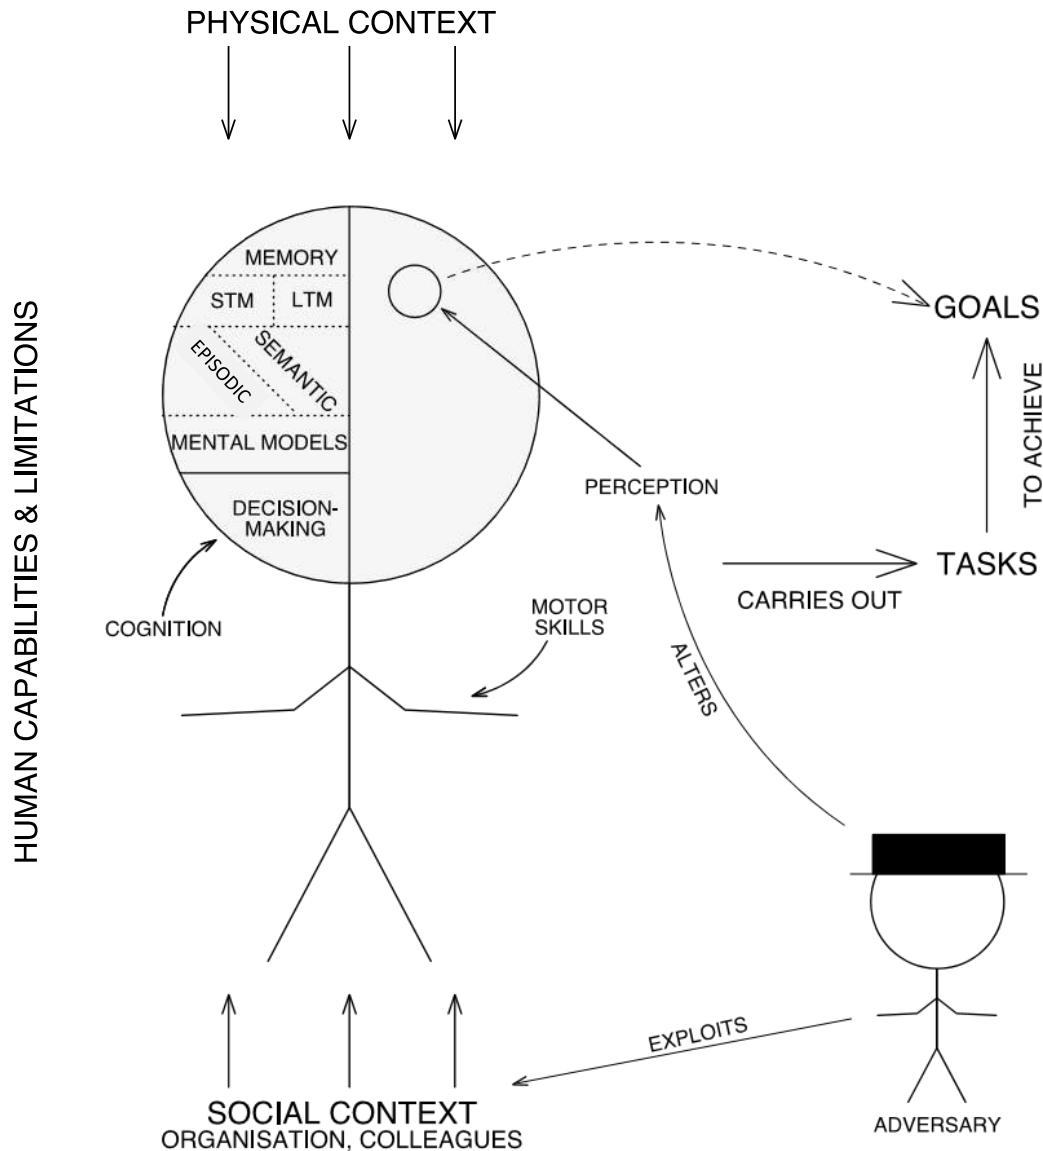 PHYSICAL CONTEXT
HUMAN CAPABILITIES & LIMITATIONS
MEMORY
STM
LTM
EPISODIC
SEMANTIC
MENTAL MODELS
DECISION-
MAKING
COGNITION
MOTOR
SKILLS
PERCEPTION
GOALS
TO ACHIEVE
TASKS
CARRIES OUT
ALTERS
EXPLOITS
ADVERSARY
SOCIAL CONTEXT
ORGANISATION, COLLEAGUES